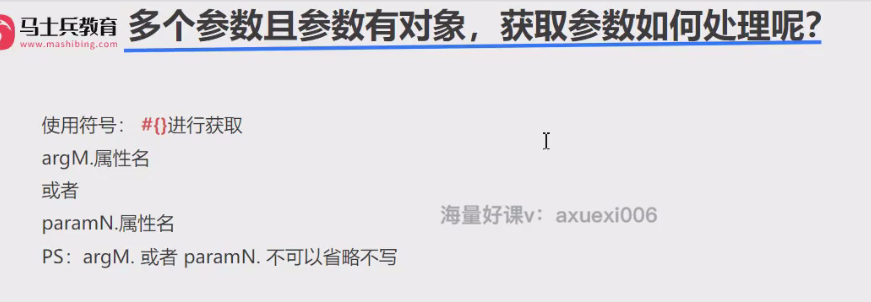 马士兵教育
www.mashibing.com
多个参数且参数有对象，获取参数如何处理呢?
使用符号： #{}进行获取
argM.属性名
或者
paramN.属性名
海量好课v：axuexi006
PS：argM. 或者 paramN. 不可以省略不写